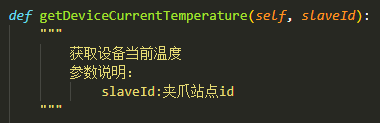 def getDeviceCurrentTemperature(self, slaveId):
"""
获取设备当前温度
参数说明:
slaveId:夹爪站点id
"""